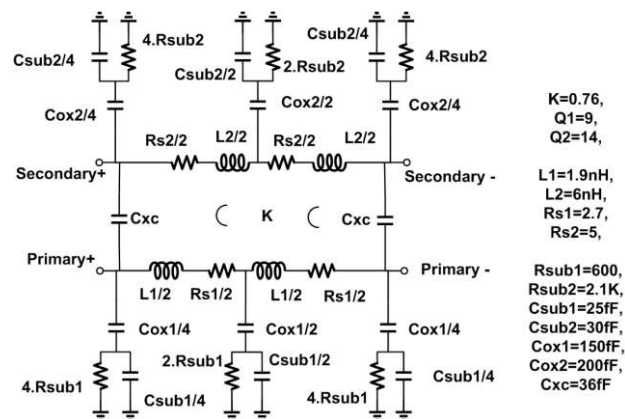 4.Rsub2
Csub2/4
Cox2/4
Csub2/2
2.Rsub2
Cox2/2
Csub2/4
4.Rsub2
Cox2/4
Rs2/2
L2/2
Rs2/2
L2/2
Secondary+
Secondary -
Cxc
K
Cxc
Primary+
Primary -
L1/2
Rs1/2
L1/2
Rs1/2
Cox1/4
Cox1/2
Cox1/4
4.Rsub1
Csub1/4
2.Rsub1
Csub1/2
4.Rsub1
Csub1/4
K=0.76,
Q1=9,
Q2=14,
L1=1.9nH,
L2=6nH,
Rs1=2.7,
Rs2=5,
Rsub1=600,
Rsub2=2.1K,
Csub1=25fF,
Csub2=30fF,
Cox1=150fF,
Cox2=200fF,
Cxc=36fF